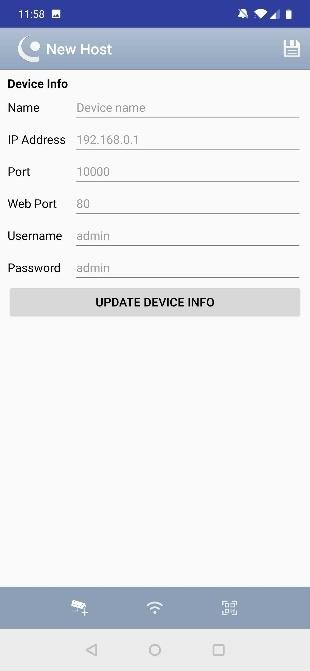 11:58
New Host
Device Info
Name Device name
IP Address 192.168.0.1
Port 10000
Web Port 80
Username admin
Password admin
UPDATE DEVICE INFO